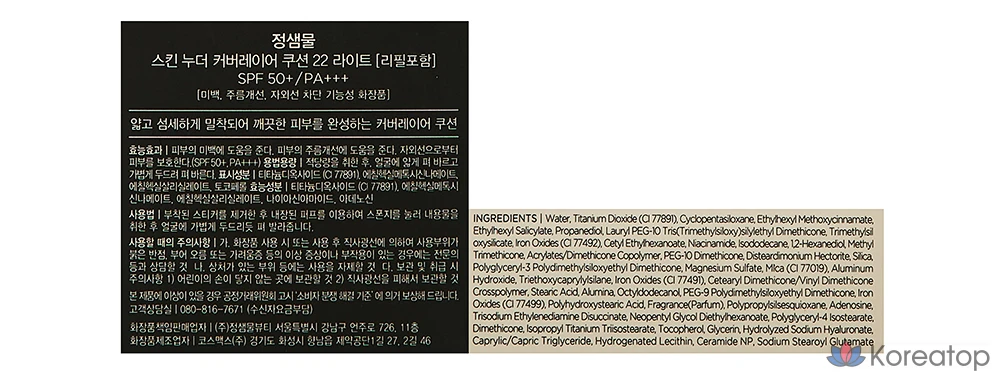 정샘물
스킨 누더 커버레이어 쿠션 22 라이트 [리필포함]
SPF 50+/PA+++
[미백, 주름개선, 자외선 차단 기능성 화장품]
얇고 섬세하게 밀착되어 깨끗한 피부를 완성하는 커버레이어 쿠션
효능효과 | 피부의 미백에 도움을 준다. 피부의 주름개선에 도움을 준다. 자외선으로부터
피부를 보호한다.(SPF50+, PA+++) 용법용량 | 적당량을 취한 후, 얼굴에 얇게 펴 바르고
가볍게 두드려 펴 바른다. 표시성분 | 티타늄디옥사이드 (CI 77891), 에칠헥실메톡시신나메이트,
에칠헥실살리실레이트, 토코페롤 효능성분 | 티타늄디옥사이드 (CI 77891), 에칠헥실메톡시
신나메이트, 에칠헥실살리실레이트, 나이아신아마이드, 아데노신
사용법 | 부착된 스티커를 제거한 후 내장된 퍼프를 이용하여 스폰지를 눌러 내용물을
취한 후 얼굴에 가볍게 두드리듯 펴 발라줍니다.
사용할 때의 주의사항 | 가. 화장품 사용 시 또는 사용 후 직사광선에 의하여 사용부위가
붉은 반점, 부어 오름 또는 가려움증 등의 이상 증상이나 부작용이 있는 경우에는 전문의
등과 상담할 것 나. 상처가 있는 부위 등에는 사용을 자제할 것 다. 보관 및 취급 시
주의사항 1) 어린이의 손이 닿지 않는 곳에 보관할 것 2) 직사광선을 피해서 보관할 것
본 제품에 이상이 있을 경우 공정거래위원회 고시 '소비자 분쟁 해결 기준' 에 의거 보상해 드립니다.
고객상담실 | 080-816-7671 (수신자요금부담)
화장품책임판매업자 | (주)정샘물뷰티 서울특별시 강남구 언주로 726, 11층
화장품제조업자 | 코스맥스(주) 경기도 화성시 향남읍 제약공단1길 27, 2길 46
INGREDIENTS | Water, Titanium Dioxide (CI 77891), Cyclopentasiloxane, Ethylhexyl Methoxycinnamate,
Ethylhexyl Salicylate, Propanediol, Lauryl PEG-10 Tris(Trimethylsiloxy)silylethyl Dimethicone, Trimethylsil
oxysilicate, Iron Oxides (CI 77492), Cetyl Ethylhexanoate, Niacinamide, Isododecane, 1,2-Hexanediol, Methyl
Trimethicone, Acrylates/Dimethicone Copolymer, PEG-10 Dimethicone, Disteardimonium Hectorite, Silica,
Polyglyceryl-3 Polydimethylsiloxyethyl Dimethicone, Magnesium Sulfate, MIca (CI 77019), Aluminum
Hydroxide, Triethoxycaprylylsilane, Iron Oxides (CI 77491), Cetearyl Dimethicone/Vinyl Dimethicone
Crosspolymer, Stearic Acid, Alumina, Octyldodecanol, PEG-9 Polydimethylsiloxyethyl Dimethicone, Iron
Oxides (CI 77499), Polyhydroxystearic Acid, Fragrance(Parfum), Polypropylsilsesquioxane, Adenosine,
Trisodium Ethylenediamine Disuccinate, Neopentyl Glycol Diethylhexanoate, Polyglyceryl-4 Isostearate,
Dimethicone, Isopropyl Titanium Triisostearate, Tocopherol, Glycerin, Hydrolyzed Sodium Hyaluronate,
Caprylic/Capric Triglyceride, Hydrogenated Lecithin, Ceramide NP, Sodium Stearoyl Glutamate
Koreatop